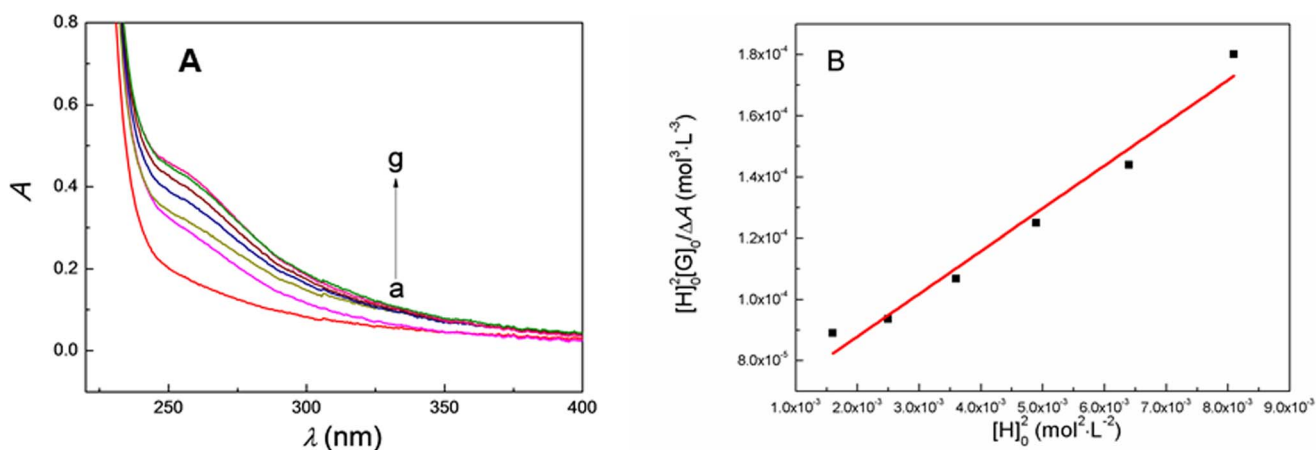 0.8
0.6
0.4
0.2
0.0
A
A
g
a
250 300 350 400
λ (nm)
B
1.8x10⁻⁴
1.6x10⁻⁴
1.4x10⁻⁴
1.2x10⁻⁴
1.0x10⁻⁴
8.0x10⁻⁵
[H]₀²[G]₀/ΔA (mol³·L⁻³)
1.0x10⁻³ 2.0x10⁻³ 3.0x10⁻³ 4.0x10⁻³ 5.0x10⁻³ 6.0x10⁻³ 7.0x10⁻³ 8.0x10⁻³ 9.0x10⁻³
[H]₀² (mol²·L⁻²)